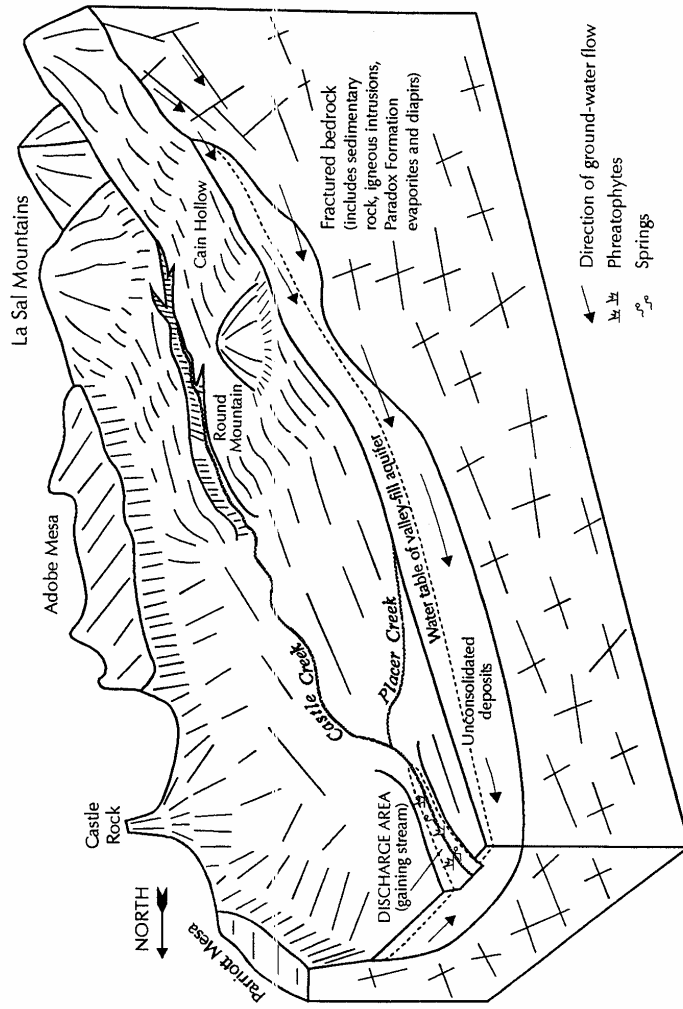 La Sal Mountains
Adobe Mesa
Castle
Rock
NORTH
Parriott Mesa
Cain Hollow
Round
Mountain
Castle Creek
Placer Creek
Water table of valley-fill aquifer
Unconsolidated
deposits
DISCHARGE AREA
(gaining stream)
Fractured bedrock
(includes sedimentary
rock, igneous intrusions,
Paradox Formation
evaporites and diapirs)
Direction of ground-water flow
Phreatophytes
Springs